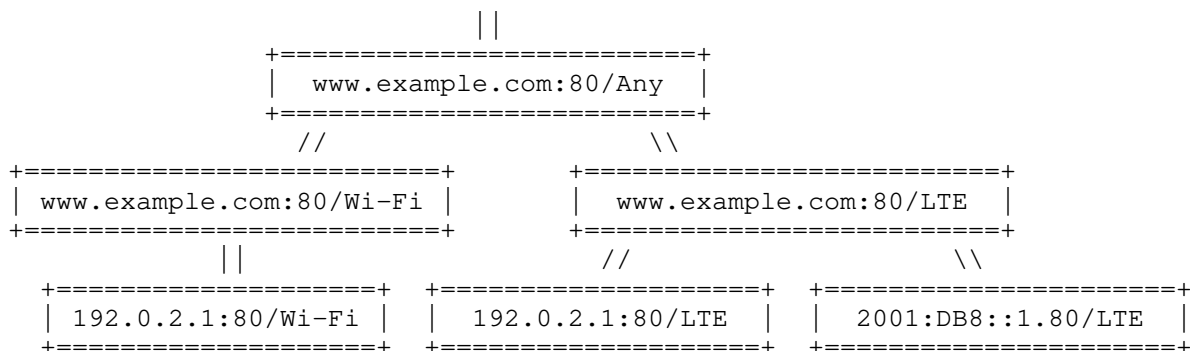 ||
+==========================+
| www.example.com:80/Any |
+==========================+
// \\
+==========================+ +==========================+
| www.example.com:80/Wi-Fi | | www.example.com:80/LTE |
+==========================+ +==========================+
|| // \\
+====================+ +====================+ +======================+
| 192.0.2.1:80/Wi-Fi | | 192.0.2.1:80/LTE | | 2001:DB8::1.80/LTE |
+====================+ +====================+ +======================+